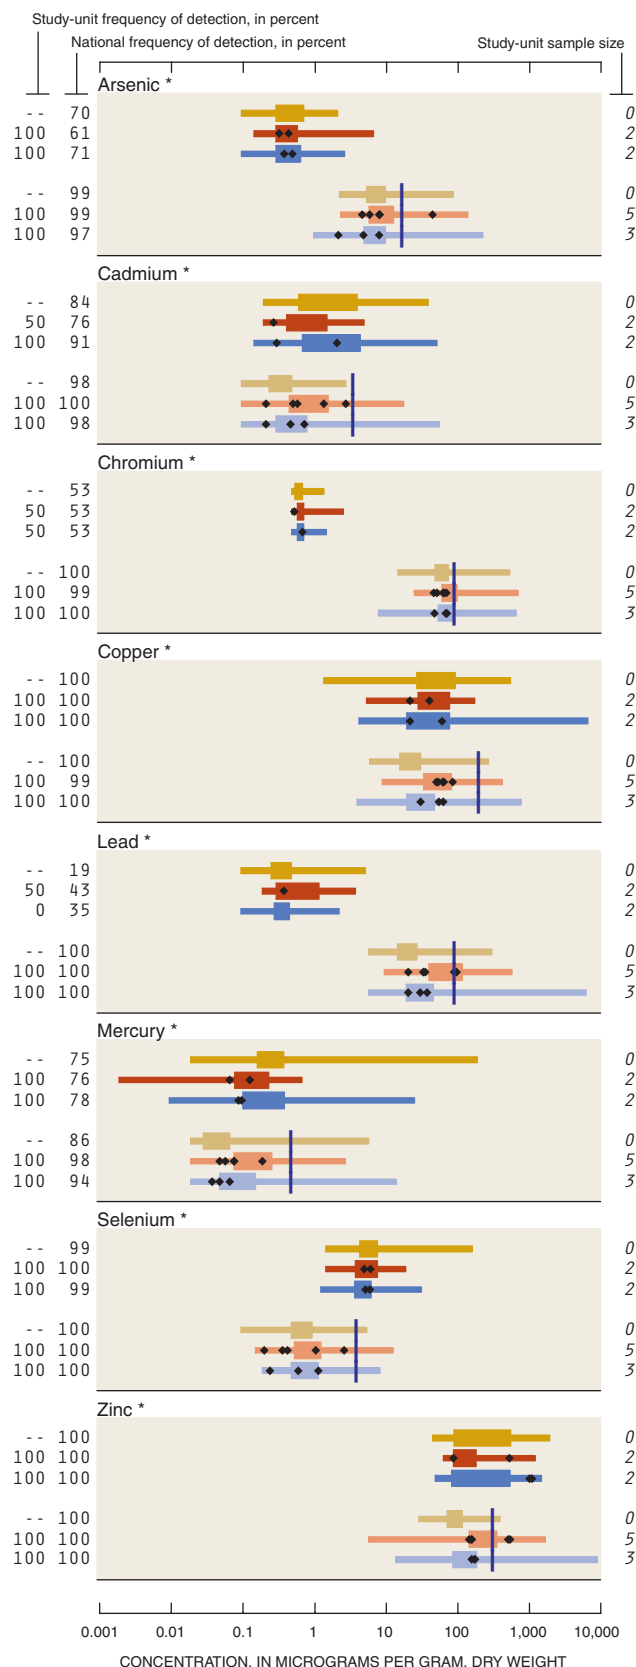 Study-unit frequency of detection, in percent
National frequency of detection, in percent
Study-unit sample size
Arsenic *
-- 70 0
100 61 2
100 71 2
-- 99 0
100 99 5
100 97 3
Cadmium *
-- 84 0
50 76 2
100 91 2
-- 98 0
100 100 5
100 98 3
Chromium *
-- 53 0
50 53 2
50 53 2
-- 100 0
100 99 5
100 100 3
Copper *
-- 100 0
100 100 2
100 100 2
-- 100 0
100 99 5
100 100 3
Lead *
-- 19 0
50 43 2
0 35 2
-- 100 0
100 100 5
100 100 3
Mercury *
-- 75 0
100 76 2
100 78 2
-- 86 0
100 98 5
100 94 3
Selenium *
-- 99 0
100 100 2
100 99 2
-- 100 0
100 100 5
100 100 3
Zinc *
-- 100 0
100 100 2
100 100 2
-- 100 0
100 100 5
100 100 3
0.001 0.01 0.1 1 10 100 1,000 10,000
CONCENTRATION, IN MICROGRAMS PER GRAM, DRY WEIGHT